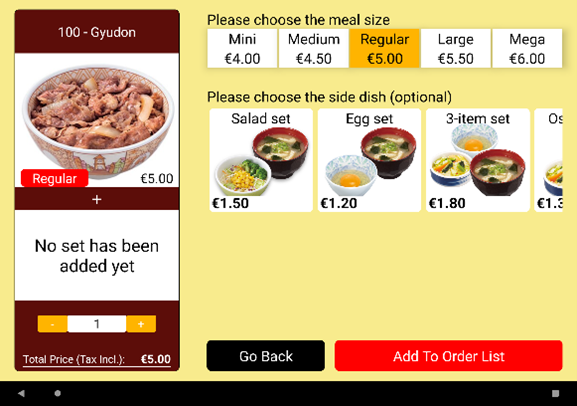 100 - Gyudon
Regular
€5.00
+
No set has been
added yet
-
1
+
Total Price (Tax Incl.):
€5.00
Please choose the meal size
Mini
€4.00
Medium
€4.50
Regular
€5.00
Large
€5.50
Mega
€6.00
Please choose the side dish (optional)
Salad set
€1.50
Egg set
€1.20
3-item set
€1.80
Go Back
Add To Order List